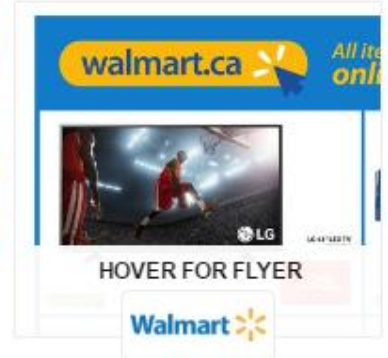 walmart.ca
All ite
onli
LG
HOVER FOR FLYER
Walmart